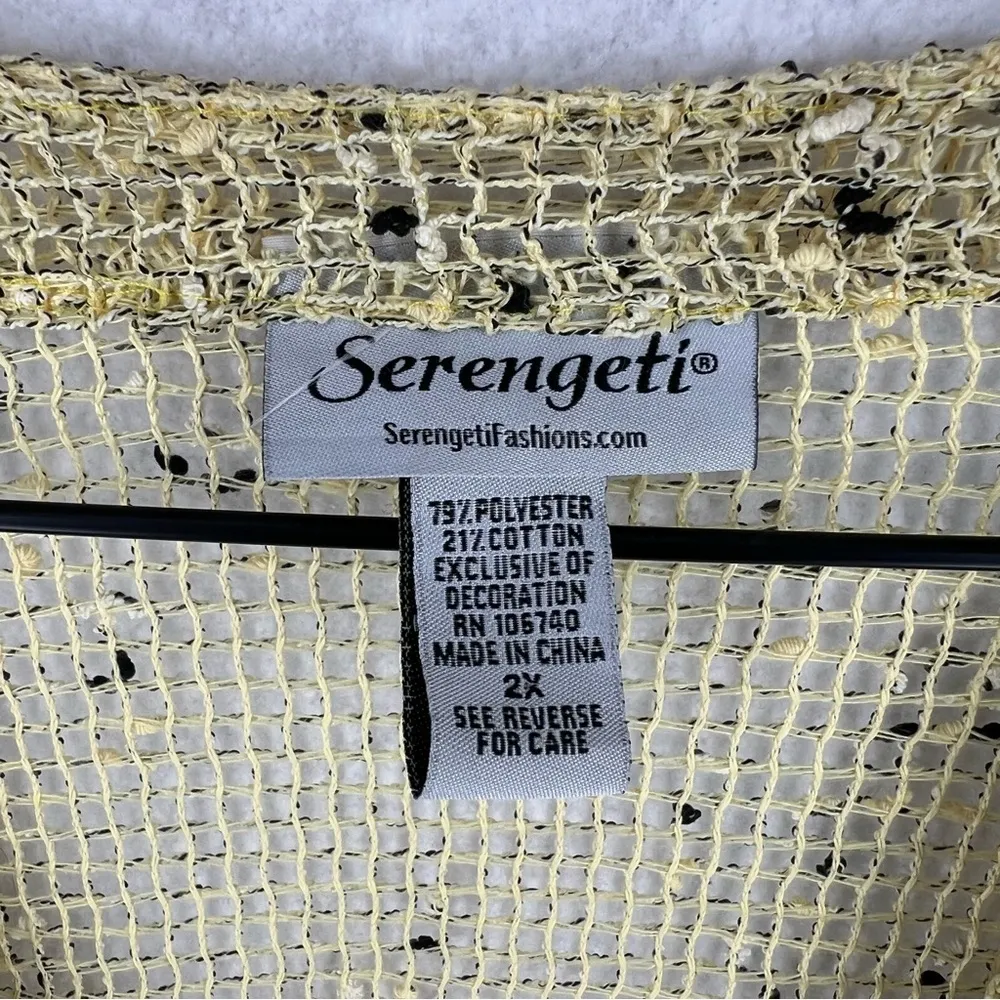 Serengeti®
SerengetiFashions.com
79% POLYESTER
21% COTTON
EXCLUSIVE OF
DECORATION
RN 106740
MADE IN CHINA
2X
SEE REVERSE
FOR CARE